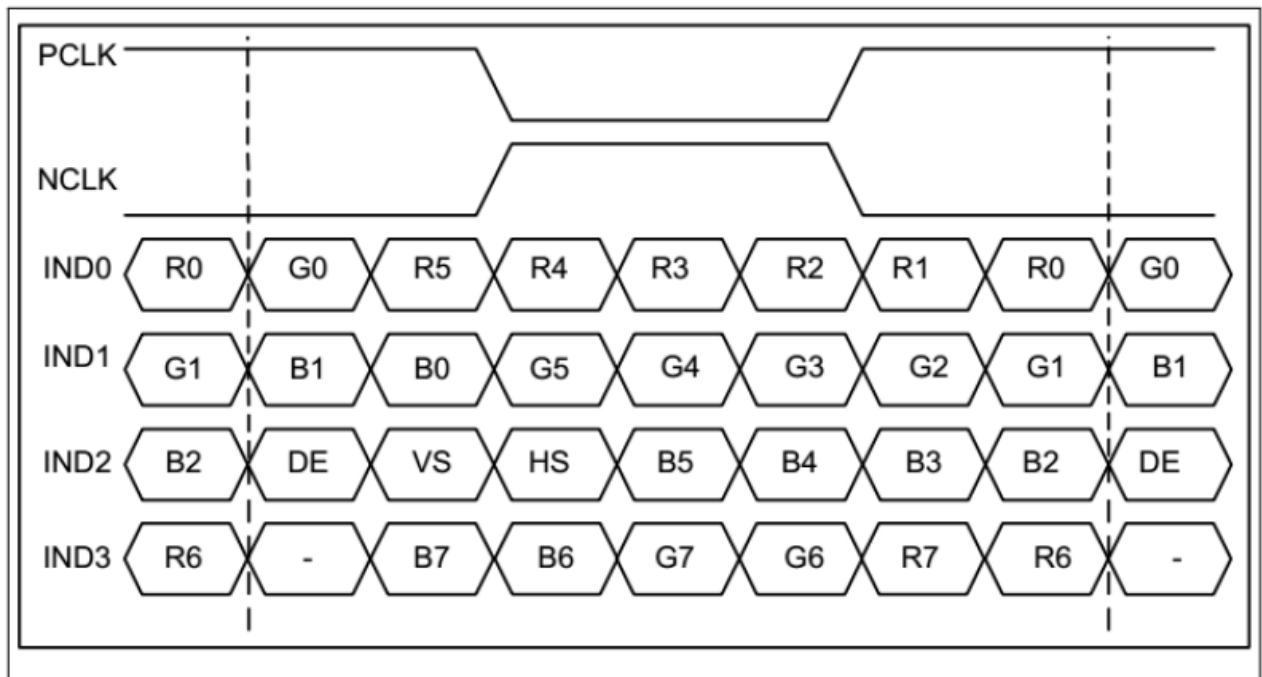 PCLK
NCLK
IND0 R0 G0 R5 R4 R3 R2 R1 R0 G0
IND1 G1 B1 B0 G5 G4 G3 G2 G1 B1
IND2 B2 DE VS HS B5 B4 B3 B2 DE
IND3 R6 - B7 B6 G7 G6 R7 R6 -